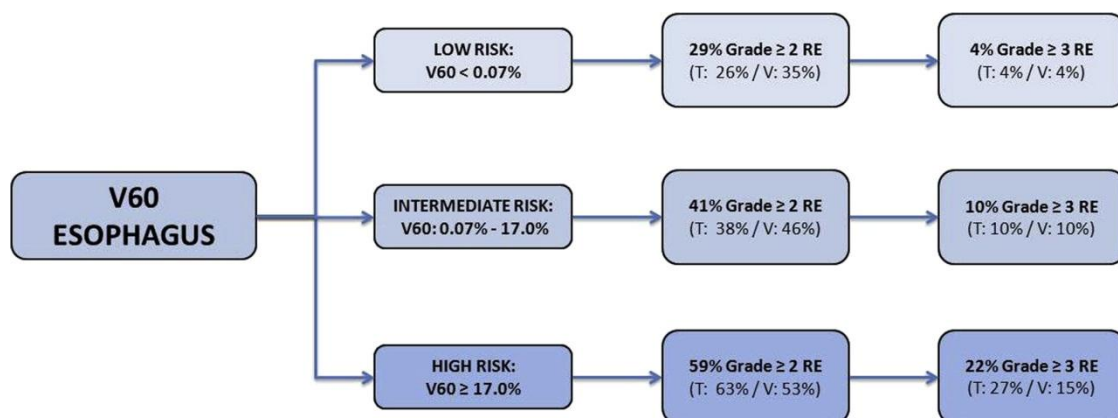 V60
ESOPHAGUS
LOW RISK:
V60 < 0.07%
29% Grade ≥ 2 RE
(T: 26% / V: 35%)
4% Grade ≥ 3 RE
(T: 4% / V: 4%)
INTERMEDIATE RISK:
V60: 0.07% - 17.0%
41% Grade ≥ 2 RE
(T: 38% / V: 46%)
10% Grade ≥ 3 RE
(T: 10% / V: 10%)
HIGH RISK:
V60 ≥ 17.0%
59% Grade ≥ 2 RE
(T: 63% / V: 53%)
22% Grade ≥ 3 RE
(T: 27% / V: 15%)